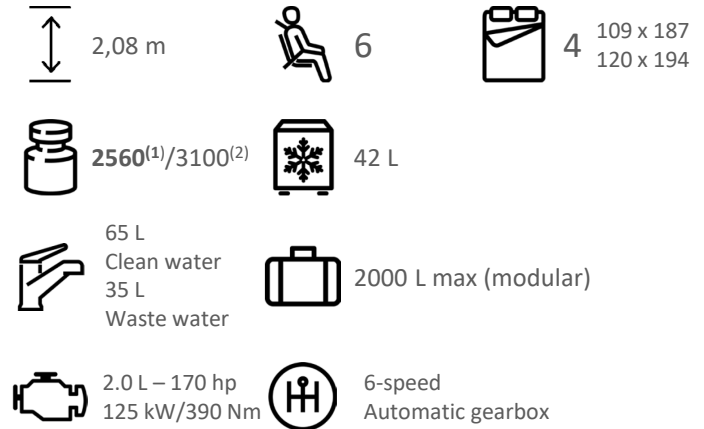 2,08 m
6
4
109 x 187
120 x 194
2560(1)/3100(2)
42 L
65 L
Clean water
35 L
Waste water
2000 L max (modular)
2.0 L – 170 hp
125 kW/390 Nm
6-speed
Automatic gearbox